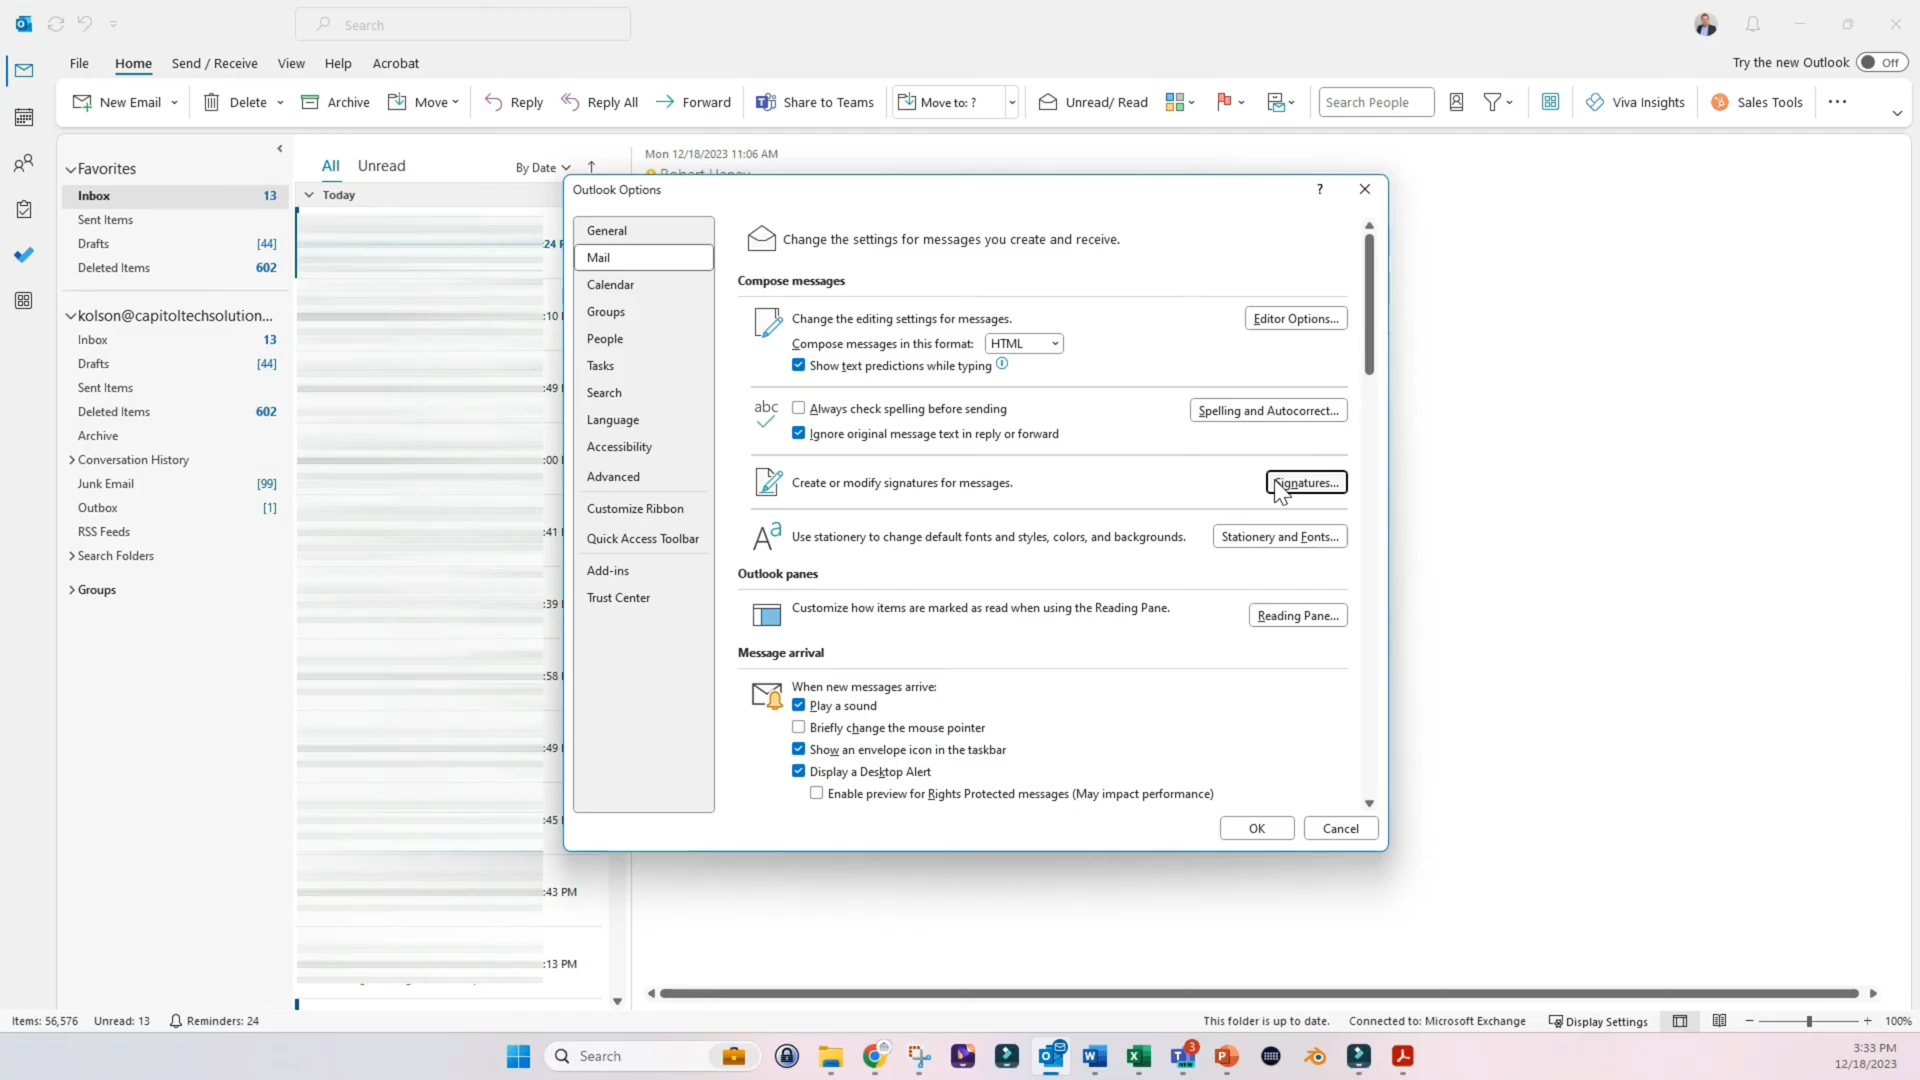 Search
File
Home
Send / Receive
View
Help
Acrobat
Try the new Outlook
Off
New Email
Delete
Archive
Move
Reply
Reply All
Forward
Share to Teams
Move to: ?
Unread/ Read
Search People
Viva Insights
Sales Tools
Favorites
Inbox 13
Sent Items
Drafts [44]
Deleted Items 602
kolson@capitoltechsolution...
Inbox 13
Drafts [44]
Sent Items
Deleted Items 602
Archive
Conversation History
Junk Email [99]
Outbox [1]
RSS Feeds
Search Folders
Groups
All Unread By Date
Today
:10
:49
:00
:41
:39
:58
:49
:45
:43 PM
:13 PM
Mon 12/18/2023 11:06 AM
Outlook Options
?
General
Mail
Calendar
Groups
People
Tasks
Search
Language
Accessibility
Advanced
Customize Ribbon
Quick Access Toolbar
Add-ins
Trust Center
Change the settings for messages you create and receive.
Compose messages
Change the editing settings for messages.
Editor Options...
Compose messages in this format: HTML
Show text predictions while typing
abc
Always check spelling before sending
Spelling and Autocorrect...
Ignore original message text in reply or forward
Create or modify signatures for messages.
Signatures...
Use stationery to change default fonts and styles, colors, and backgrounds.
Stationery and Fonts...
Outlook panes
Customize how items are marked as read when using the Reading Pane.
Reading Pane...
Message arrival
When new messages arrive:
Play a sound
Briefly change the mouse pointer
Show an envelope icon in the taskbar
Display a Desktop Alert
Enable preview for Rights Protected messages (May impact performance)
OK
Cancel
Items: 56,576 Unread: 13 Reminders: 24
This folder is up to date. Connected to: Microsoft Exchange Display Settings 100%
Search
3:33 PM
12/18/2023